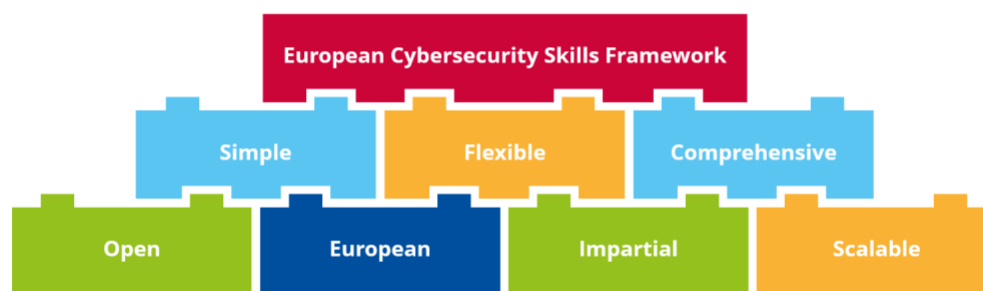 European Cybersecurity Skills Framework
Simple
Flexible
Comprehensive
Open
European
Impartial
Scalable